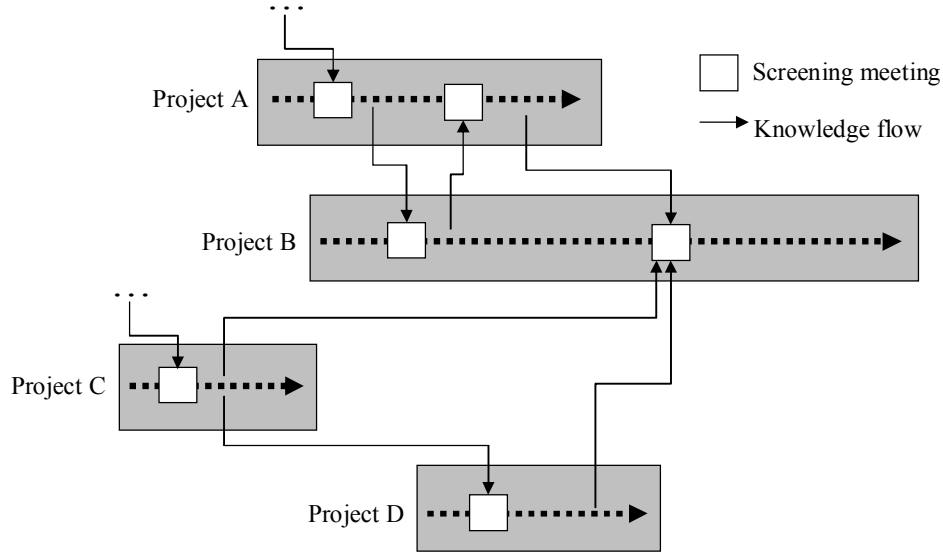 ...
Screening meeting
Project A
Knowledge flow
Project B
...
Project C
Project D